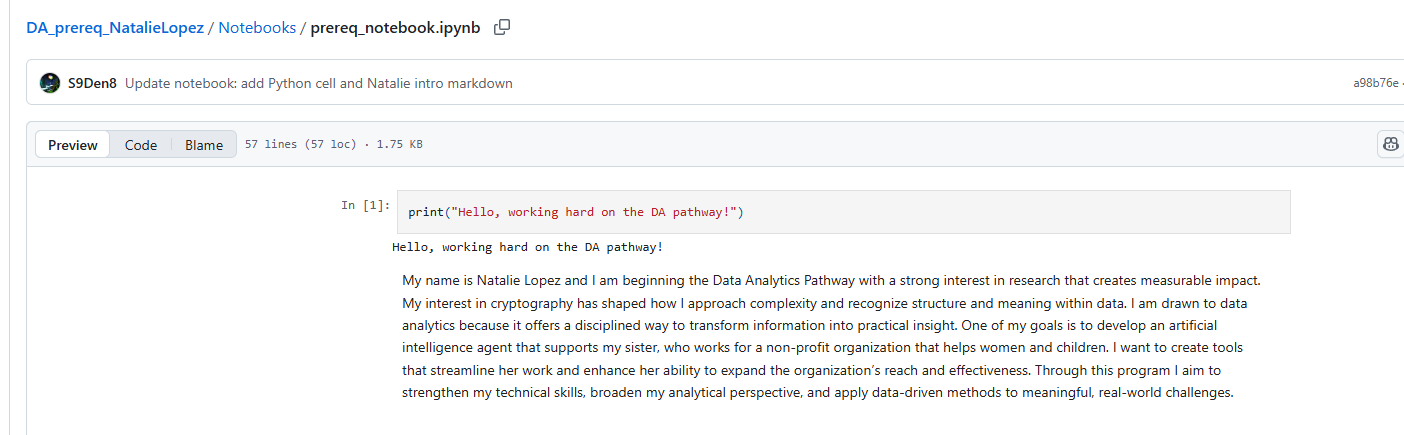 DA_prereq_NatalieLopez / Notebooks / prereq_notebook.ipynb
S9Den8 Update notebook: add Python cell and Natalie intro markdown a98b76e
Preview Code Blame 57 lines (57 loc) · 1.75 KB
In [1]: print("Hello, working hard on the DA pathway!")
Hello, working hard on the DA pathway!
My name is Natalie Lopez and I am beginning the Data Analytics Pathway with a strong interest in research that creates measurable impact.
My interest in cryptography has shaped how I approach complexity and recognize structure and meaning within data. I am drawn to data
analytics because it offers a disciplined way to transform information into practical insight. One of my goals is to develop an artificial
intelligence agent that supports my sister, who works for a non-profit organization that helps women and children. I want to create tools
that streamline her work and enhance her ability to expand the organization's reach and effectiveness. Through this program I aim to
strengthen my technical skills, broaden my analytical perspective, and apply data-driven methods to meaningful, real-world challenges.